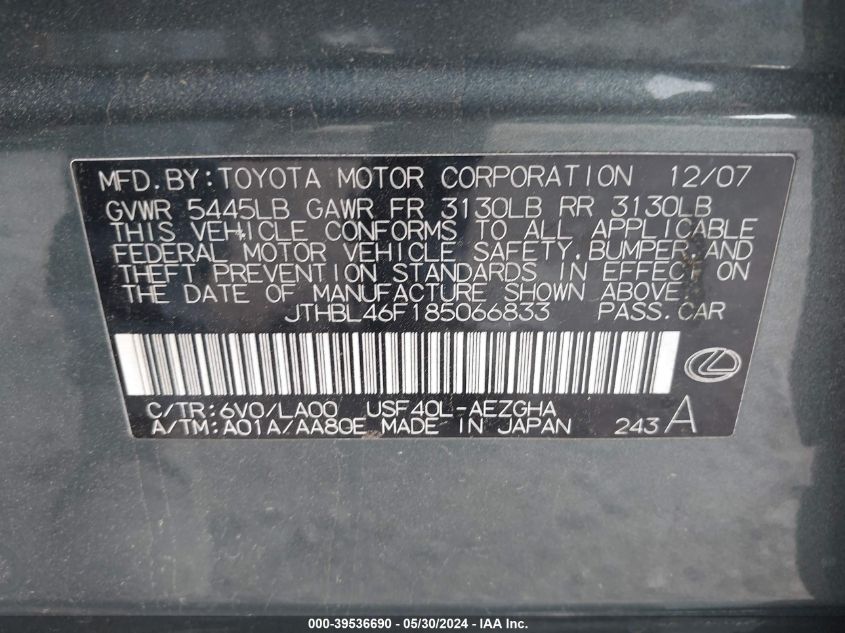 MFD.BY:TOYOTA MOTOR CORPORATION 12/07
GVWR 5445LB GAWR FR 3130LB RR 3130LB
THIS VEHICLE CONFORMS TO ALL APPLICABLE
FEDERAL MOTOR VEHICLE SAFETY,BUMPER AND
THEFT PREVENTION STANDARDS IN EFFECT ON
THE DATE OF MANUFACTURE SHOWN ABOVE.
JTHBL46F185066833 PASS.CAR
C/TR:6V0/LA00 USF40L-AEZGHA
A/TM:A01A/AA80E MADE IN JAPAN 243 A
000-39536690 - 05/30/2024 - IAA Inc.